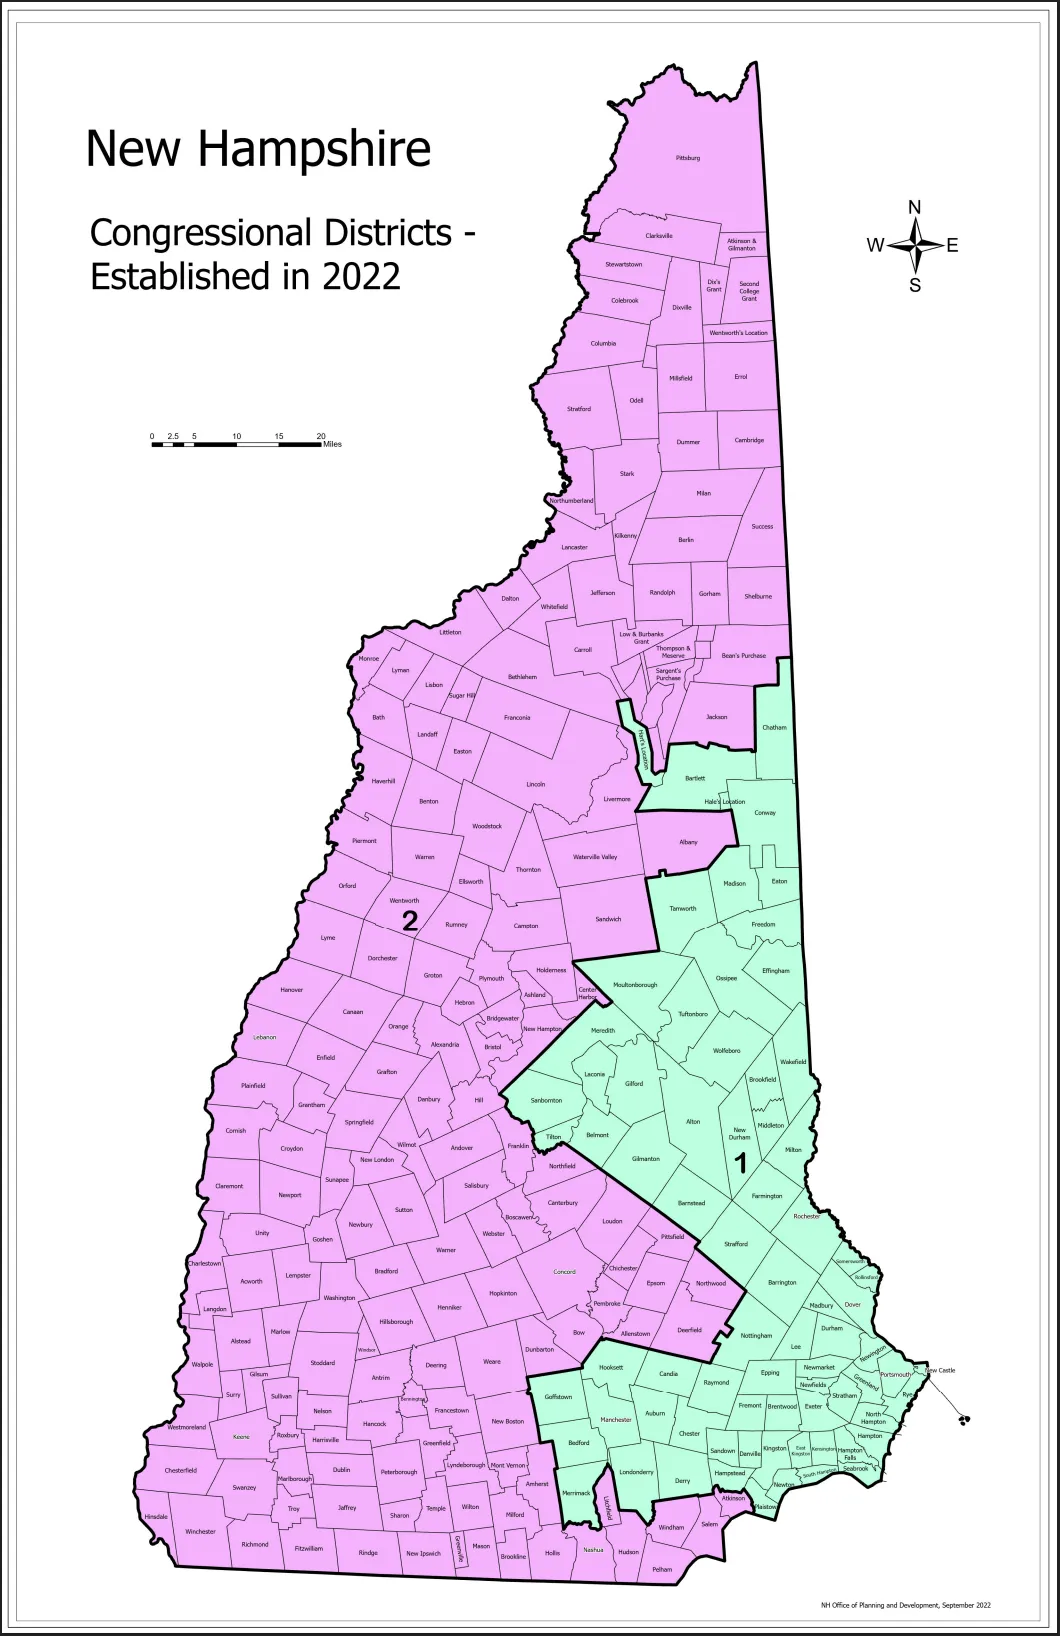 New Hampshire
Congressional Districts -
Established in 2022
N
W
E
S
0 2.5 5 10 15 20
Miles
Pittsburg
Clarksville
Atkinson &
Gilmanton
Stewartstown
Dix's
Grant
Second
College
Grant
Colebrook
Dixville
Wentworth's Location
Columbia
Millsfield
Errol
Odell
Stratford
Dummer
Cambridge
Stark
Milan
Northumberland
Success
Kilkenny
Berlin
Lancaster
Jefferson
Randolph
Gorham
Shelburne
Dalton
Whitefield
Littleton
Low & Burbanks
Grant
Carroll
Thompson &
Meserve
Bean's Purchase
Monroe
Lyman
Sargent's
Purchase
Bethlehem
Lisbon
Sugar Hill
Bath
Franconia
Jackson
Chatham
Landaff
Easton
Hart's Location
Haverhill
Lincoln
Bartlett
Benton
Livermore
Hale's Location
Conway
Woodstock
Piermont
Albany
Warren
Waterville Valley
Thornton
Orford
Ellsworth
Madison
Eaton
Wentworth
2
Tamworth
Rumney
Campton
Sandwich
Freedom
Lyme
Dorchester
Groton
Plymouth
Holderness
Effingham
Ossipee
Moultonborough
Hanover
Hebron
Ashland
Center
Harbor
Canaan
Orange
Bridgewater
New Hampton
Tuftonboro
Meredith
Lebanon
Alexandria
Bristol
Wolfeboro
Enfield
Wakefield
Grafton
Laconia
Gilford
Brookfield
Plainfield
Grantham
Danbury
Hill
Sanbornton
Springfield
Alton
Middleton
Cornish
New
Durham
Tilton
Belmont
Croydon
Wilmot
Andover
Franklin
Milton
New London
Northfield
Gilmanton
1
Sunapee
Claremont
Newport
Salisbury
Canterbury
Barnstead
Farmington
Sutton
Boscawen
Loudon
Rochester
Newbury
Unity
Goshen
Webster
Pittsfield
Strafford
Warner
Charlestown
Bradford
Concord
Chichester
Somersworth
Rollinsford
Acworth
Lempster
Epsom
Northwood
Barrington
Washington
Hopkinton
Pembroke
Madbury
Dover
Langdon
Henniker
Hillsborough
Allenstown
Deerfield
Durham
Alstead
Marlow
Bow
Nottingham
Lee
Windsor
Dunbarton
Newington
Walpole
Stoddard
Deering
Weare
Hooksett
Candia
Epping
Newmarket
New Castle
Gilsum
Antrim
Raymond
Newfields
Greenland
Portsmouth
Surry
Sullivan
Bennington
Goffstown
Stratham
Rye
Nelson
Francestown
Fremont
Brentwood
Exeter
Westmoreland
Hancock
New Boston
Manchester
Auburn
North
Hampton
Keene
Roxbury
Harrisville
Greenfield
Bedford
Chester
Hampton
Sandown
Danville
Kingston
East
Kingston
Kensington
Hampton
Falls
Chesterfield
Dublin
Peterborough
Lyndeborough
Mont Vernon
Londonderry
Derry
Hampstead
South Hampton
Seabrook
Marlborough
Swanzey
Amherst
Newton
Merrimack
Litchfield
Atkinson
Plaistow
Hinsdale
Troy
Jaffrey
Sharon
Temple
Wilton
Milford
Winchester
Windham
Salem
Richmond
Fitzwilliam
Rindge
New Ipswich
Greenville
Mason
Brookline
Hollis
Nashua
Hudson
Pelham
NH Office of Planning and Development, September 2022